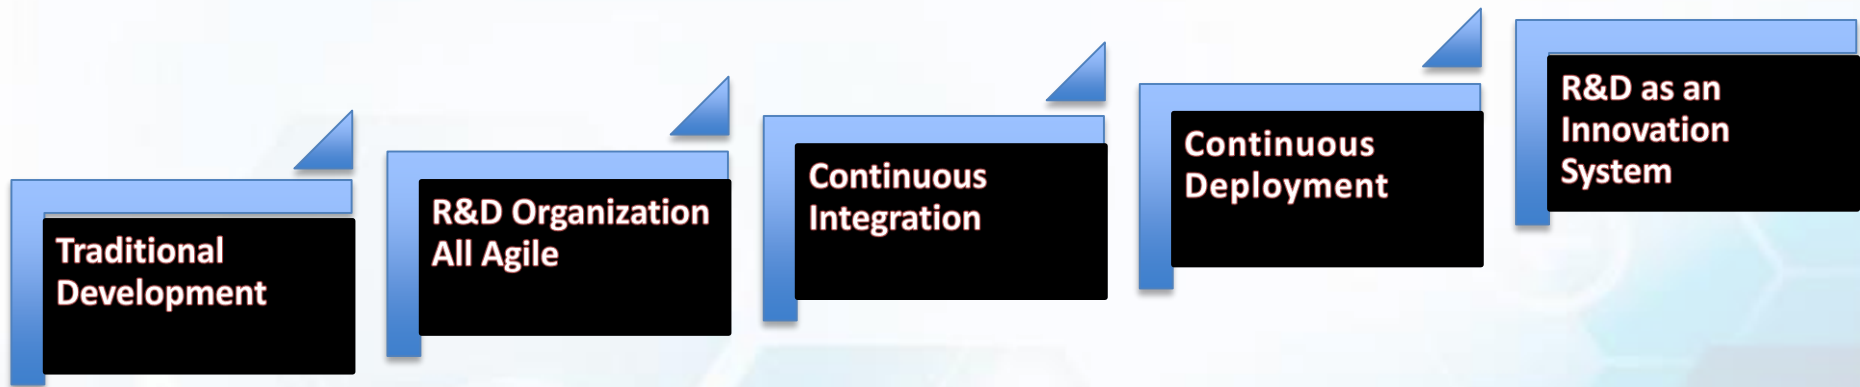 Traditional
Development
R&D Organization
All Agile
Continuous
Integration
Continuous
Deployment
R&D as an
Innovation
System